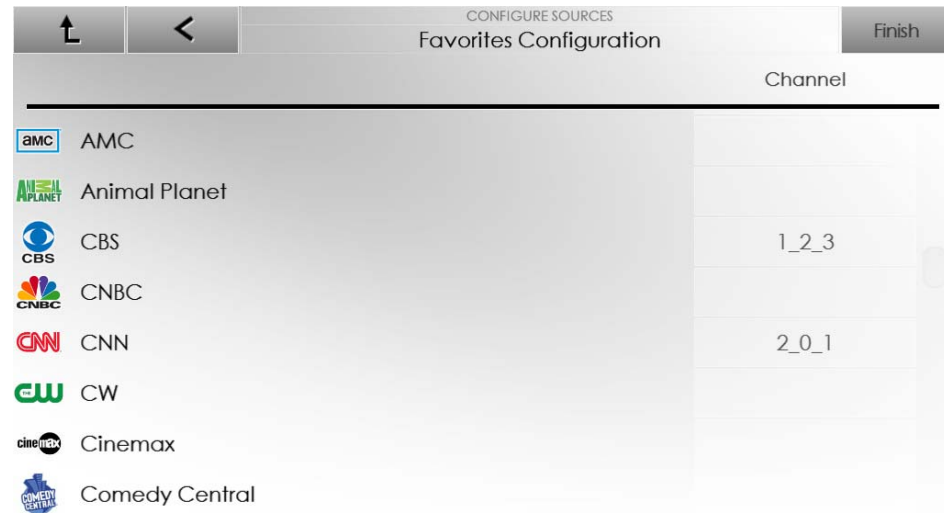 CONFIGURE SOURCES
Favorites Configuration
Finish
Channel
amc AMC
ANIMAL PLANET Animal Planet
CBS CBS 1_2_3
CNBC CNBC
CNN CNN 2_0_1
THE CW CW
cinemax Cinemax
COMEDY CENTRAL Comedy Central